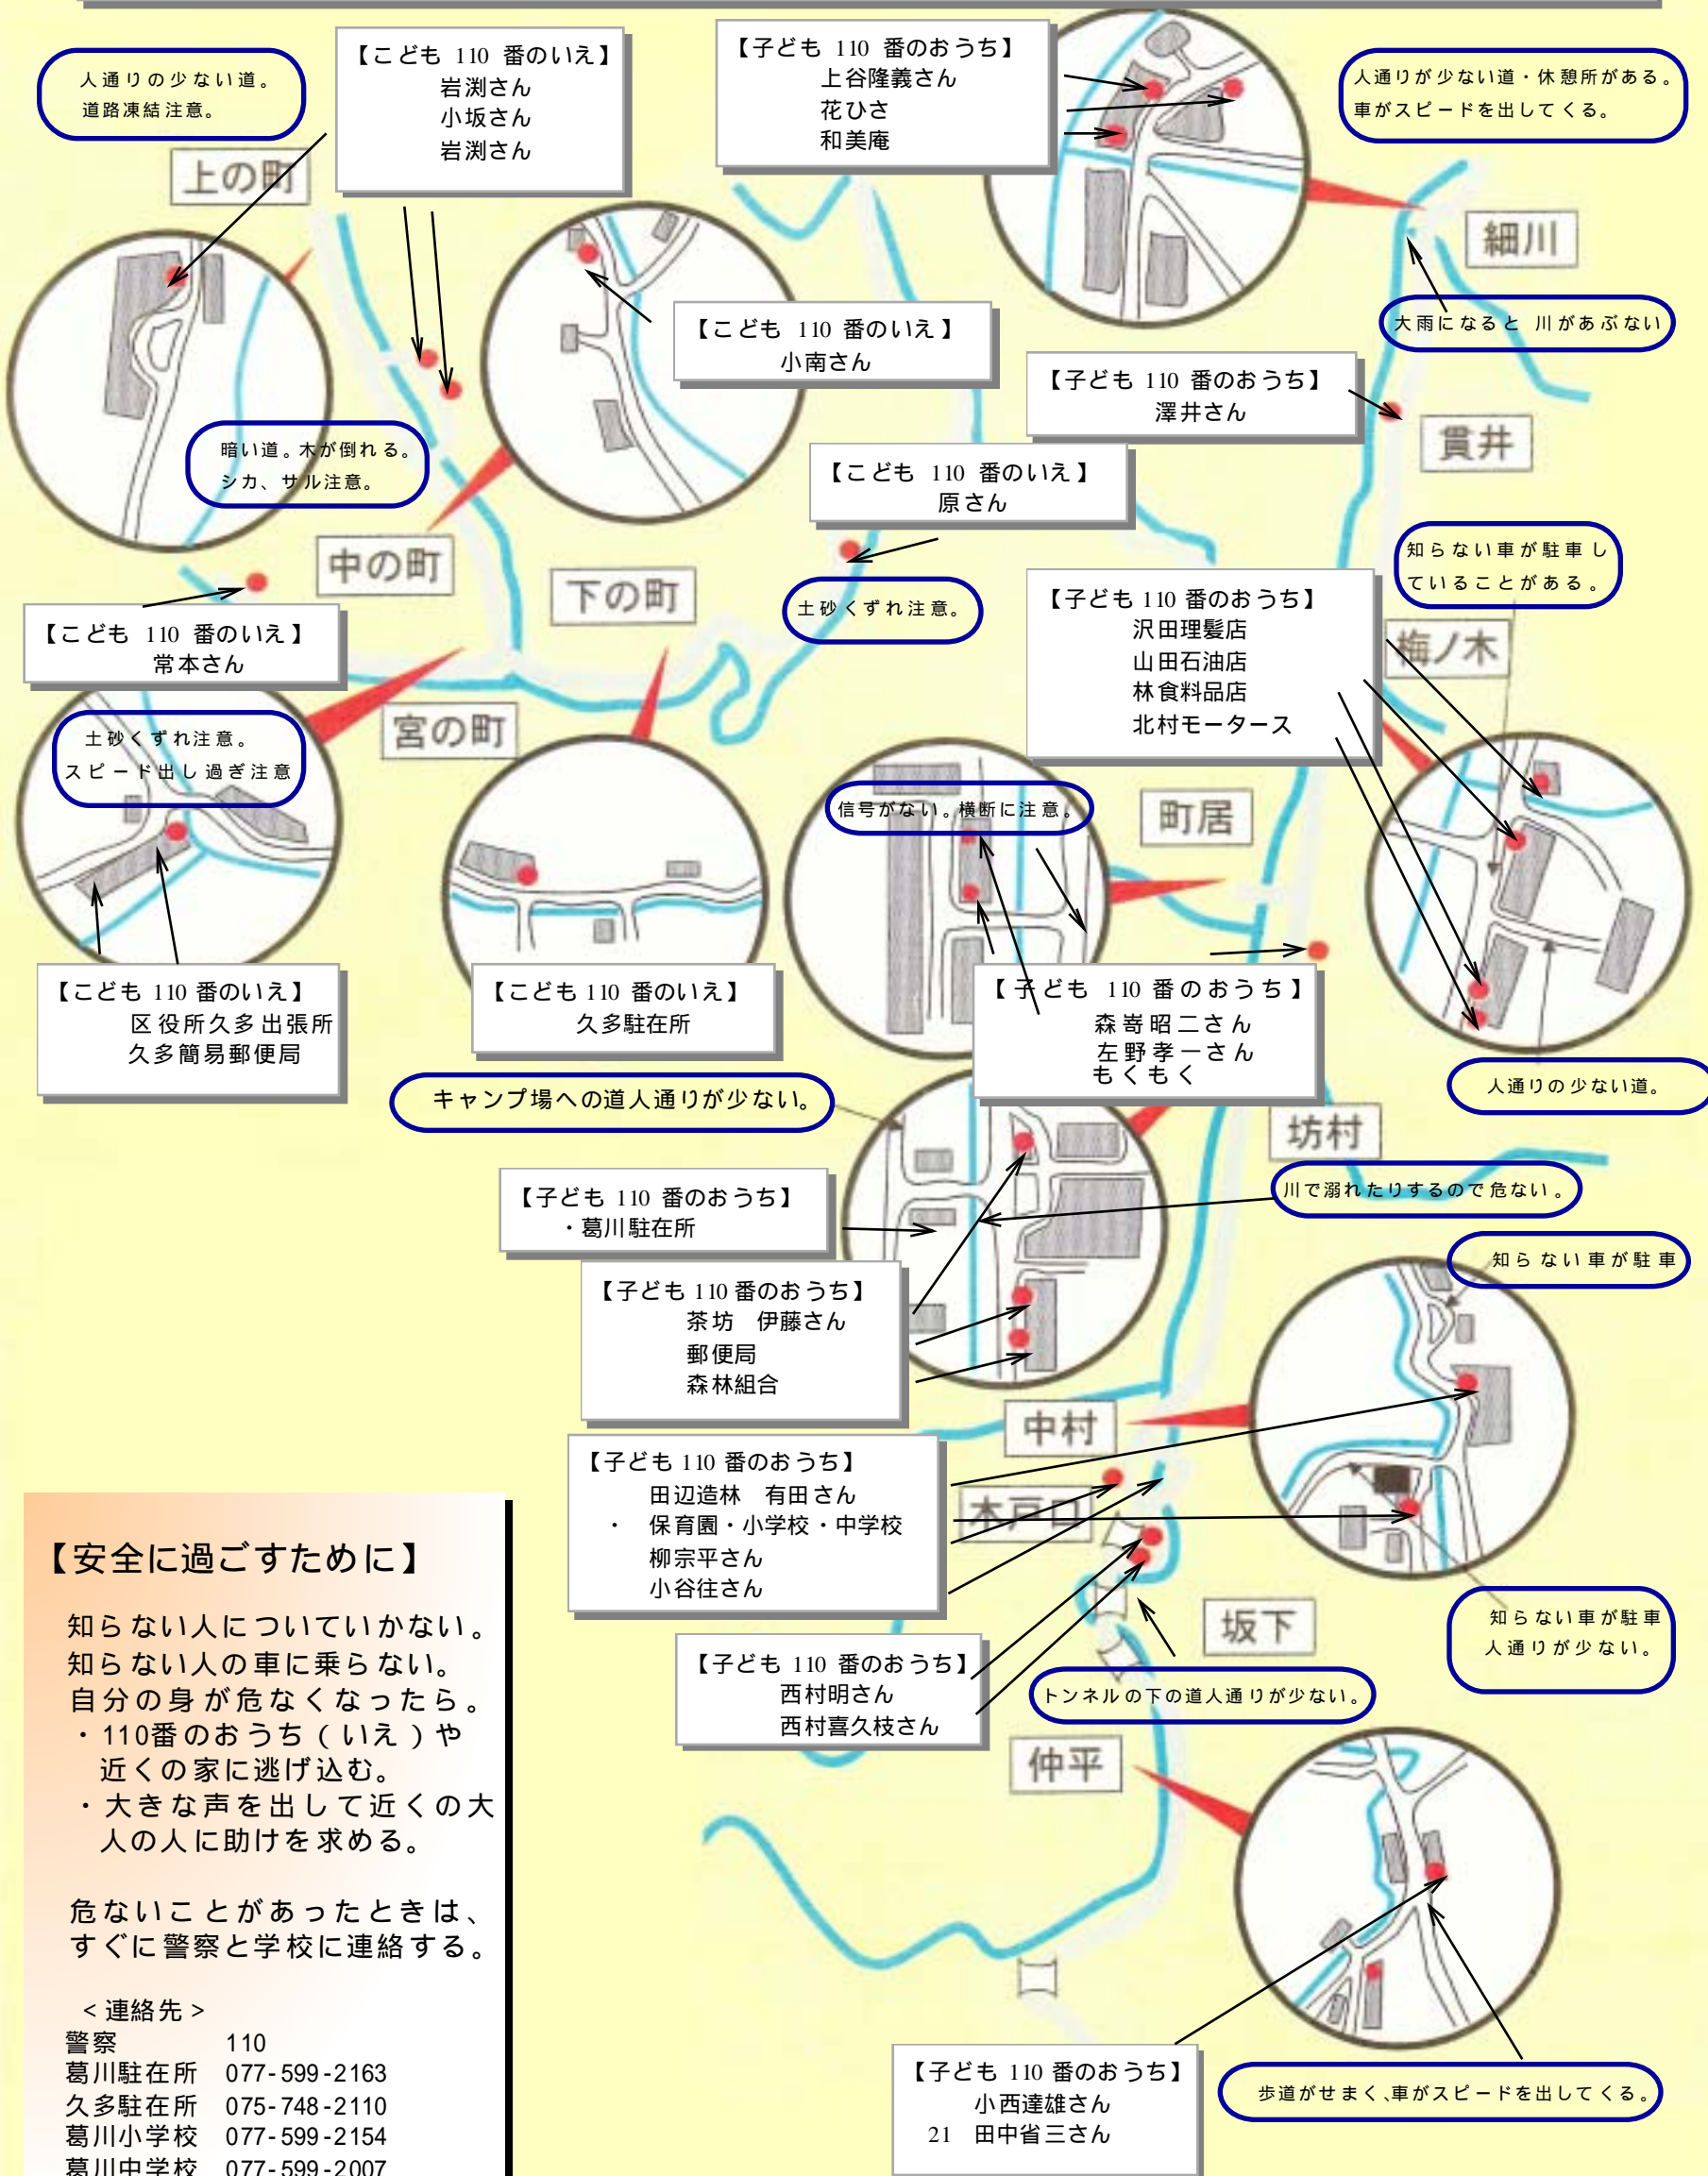 人通りの少ない道。
道路凍結注意。
【こども 110 番のいえ】
岩渕さん
小坂さん
岩渕さん
【子ども 110 番のおうち】
上谷隆義さん
花ひさ
和美庵
人通りが少ない道・休憩所がある。
車がスピードを出してくる。
上の町
細川
大雨になると 川があぶない
【こども 110 番のいえ】
小南さん
【子ども 110 番のおうち】
澤井さん
貫井
暗い道。木が倒れる。
シカ、サル注意。
【こども 110 番のいえ】
原さん
中の町
下の町
土砂くずれ注意。
知らない車が駐車し
ていることがある。
【子ども 110 番のおうち】
沢田理髪店
山田石油店
林食料品店
北村モータース
梅ノ木
【こども 110 番のいえ】
常本さん
宮の町
土砂くずれ注意。
スピード出し過ぎ注意
信号がない。横断に注意。
町居
【こども 110 番のいえ】
区役所久多出張所
久多簡易郵便局
【こども 110 番のいえ】
久多駐在所
【子ども 110 番のおうち】
森嵜昭二さん
左野孝一さん
もくもく
人通りの少ない道。
キャンプ場への道人通りが少ない。
坊村
川で溺れたりするので危ない。
【子ども 110 番のおうち】
・葛川駐在所
知らない車が駐車
【子ども 110 番のおうち】
茶坊 伊藤さん
郵便局
森林組合
中村
【子ども 110 番のおうち】
田辺造林 有田さん
・ 保育園・小学校・中学校
柳宗平さん
小谷往さん
木戸口
坂下
知らない車が駐車
人通りが少ない。
【子ども 110 番のおうち】
西村明さん
西村喜久枝さん
トンネルの下の道人通りが少ない。
仲平
【子ども 110 番のおうち】
小西達雄さん
21 田中省三さん
歩道がせまく、車がスピードを出してくる。
【安全に過ごすために】
知らない人についていかない。
知らない人の車に乗らない。
自分の身が危なくなったら。
・110番のおうち(いえ)や
近くの家に逃げ込む。
・大きな声を出して近くの大
人の人に助けを求める。
危ないことがあったときは、
すぐに警察と学校に連絡する。
<連絡先>
警察 110
葛川駐在所 077-599-2163
久多駐在所 075-748-2110
葛川小学校 077-599-2154
葛川中学校 077-599-2007